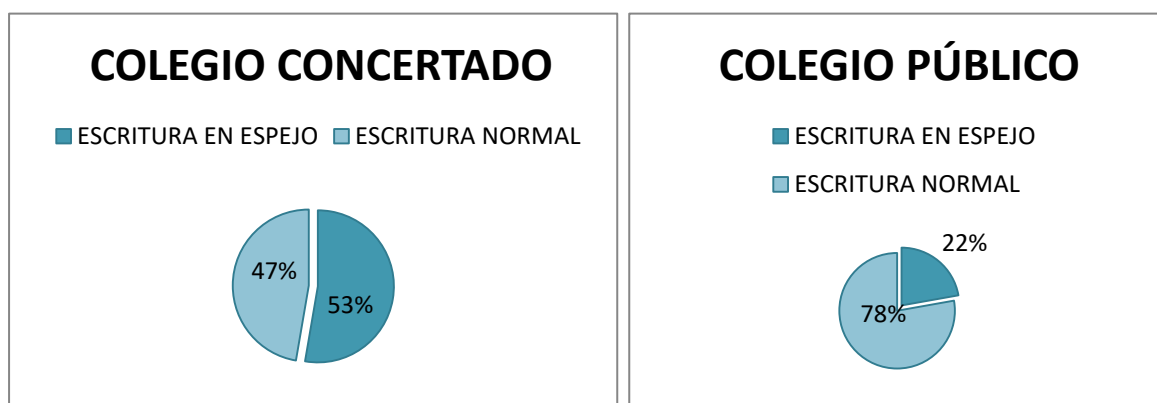 COLEGIO CONCERTADO
ESCRITURA EN ESPEJO ESCRITURA NORMAL
47%
53%
COLEGIO PÚBLICO
ESCRITURA EN ESPEJO
ESCRITURA NORMAL
22%
78%